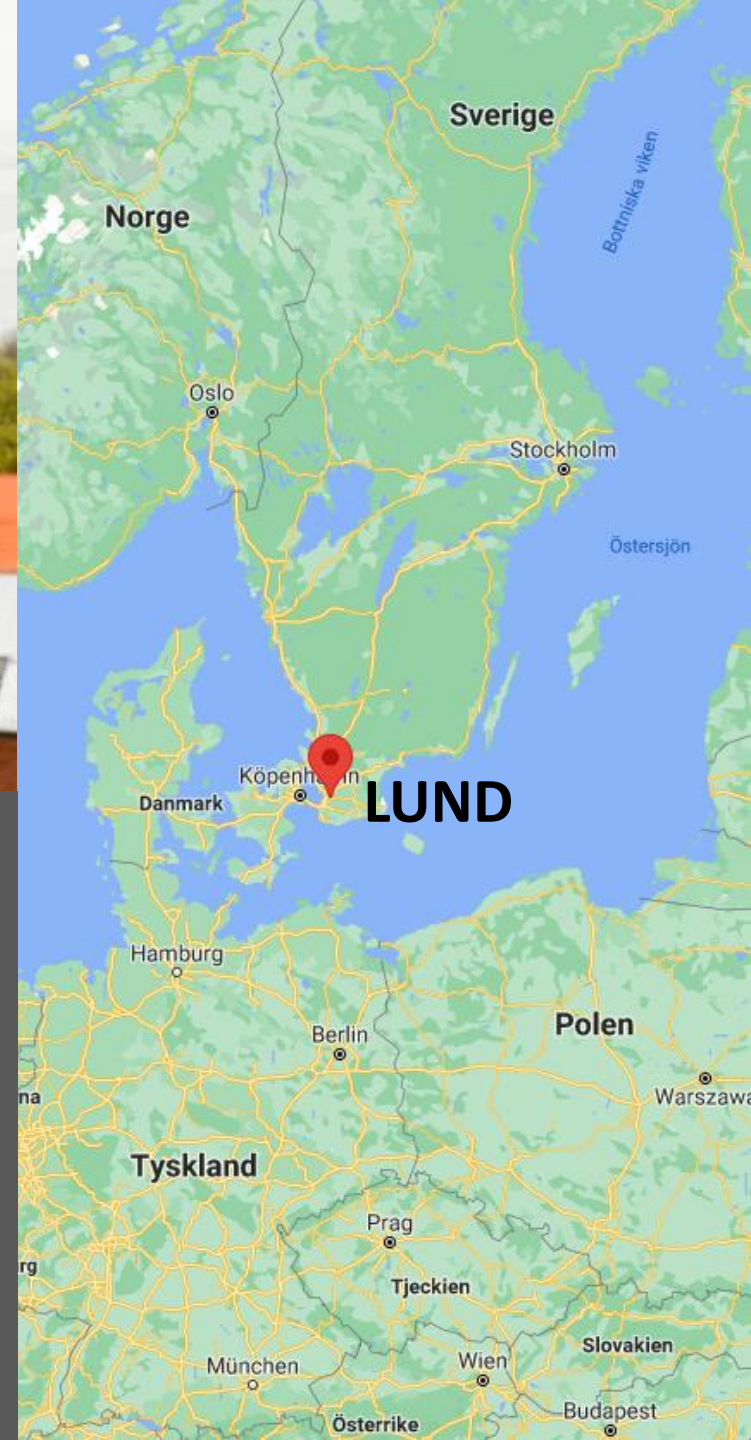 Sverige
Bottniska viken
Norge
Oslo
Stockholm
Östersjön
LUND
Danmark
Hamburg
Berlin
Polen
Warszawa
Tyskland
Prag
Tjeckien
Slovakien
München
Wien
Budapest
Österrike